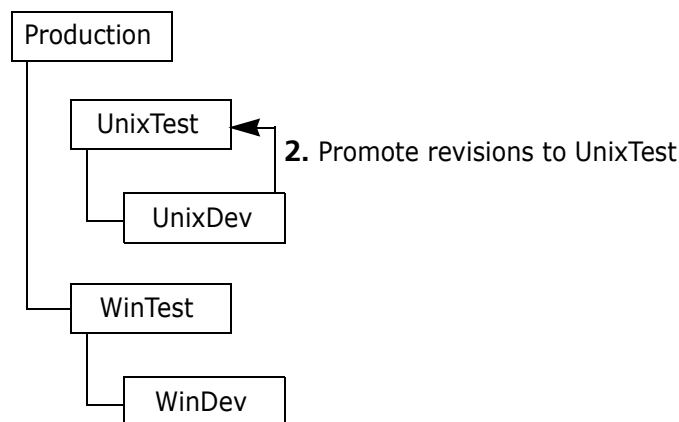 Production
UnixTest
2. Promote revisions to UnixTest
UnixDev
WinTest
WinDev